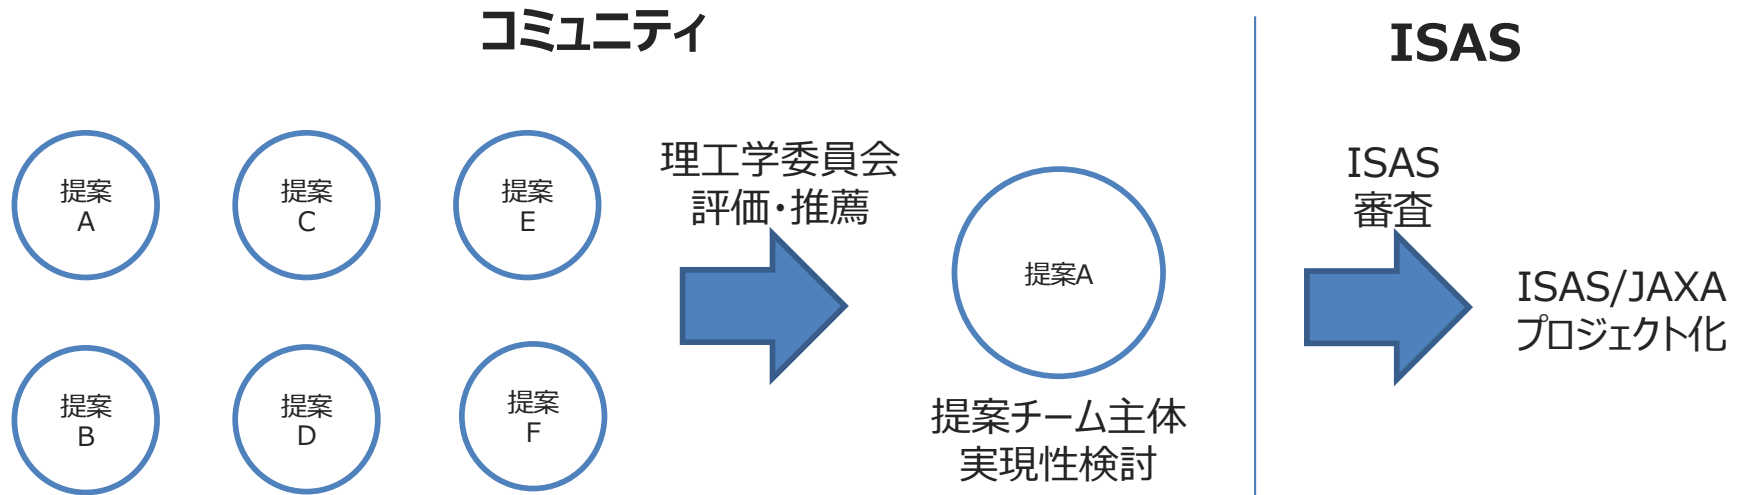 コミュニティ
ISAS
提案
A
提案
C
提案
E
提案
B
提案
D
提案
F
理工学委員会
評価・推薦
提案A
提案チーム主体
実現性検討
ISAS
審査
ISAS/JAXA
プロジェクト化